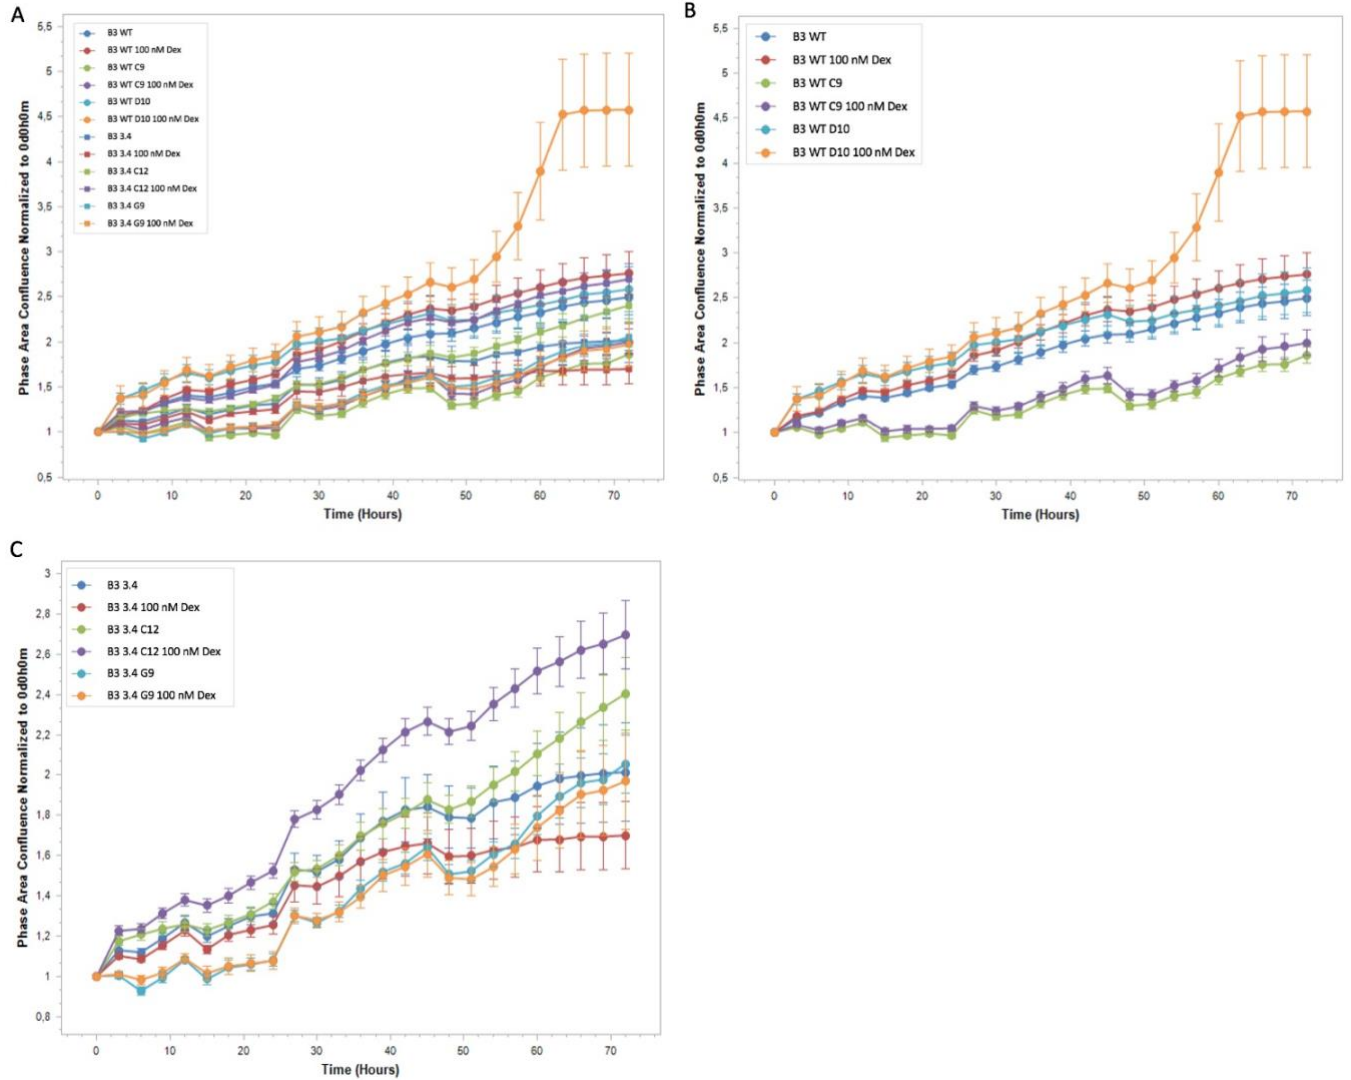 A
Phase Area Confluence Normalized to 0d0h0m
5,5
5
4,5
4
3,5
3
2,5
2
1,5
1
0,5
B3 WT
B3 WT 100 nM Dex
B3 WT C9
B3 WT C9 100 nM Dex
B3 WT D10
B3 WT D10 100 nM Dex
B3 3.4
B3 3.4 100 nM Dex
B3 3.4 C12
B3 3.4 C12 100 nM Dex
B3 3.4 G9
B3 3.4 G9 100 nM Dex
0 10 20 30 40 50 60 70
Time (Hours)
B
Phase Area Confluence Normalized to 0d0h0m
5,5
5
4,5
4
3,5
3
2,5
2
1,5
1
0,5
B3 WT
B3 WT 100 nM Dex
B3 WT C9
B3 WT C9 100 nM Dex
B3 WT D10
B3 WT D10 100 nM Dex
0 10 20 30 40 50 60 70
Time (Hours)
C
Phase Area Confluence Normalized to 0d0h0m
3
2,8
2,6
2,4
2,2
2
1,8
1,6
1,4
1,2
1
0,8
B3 3.4
B3 3.4 100 nM Dex
B3 3.4 C12
B3 3.4 C12 100 nM Dex
B3 3.4 G9
B3 3.4 G9 100 nM Dex
0 10 20 30 40 50 60 70
Time (Hours)